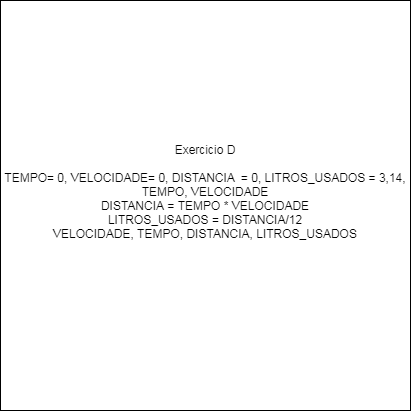 Exercicio D
TEMPO= 0, VELOCIDADE= 0, DISTANCIA = 0, LITROS_USADOS = 3,14,
TEMPO, VELOCIDADE
DISTANCIA = TEMPO * VELOCIDADE
LITROS_USADOS = DISTANCIA/12
VELOCIDADE, TEMPO, DISTANCIA, LITROS_USADOS